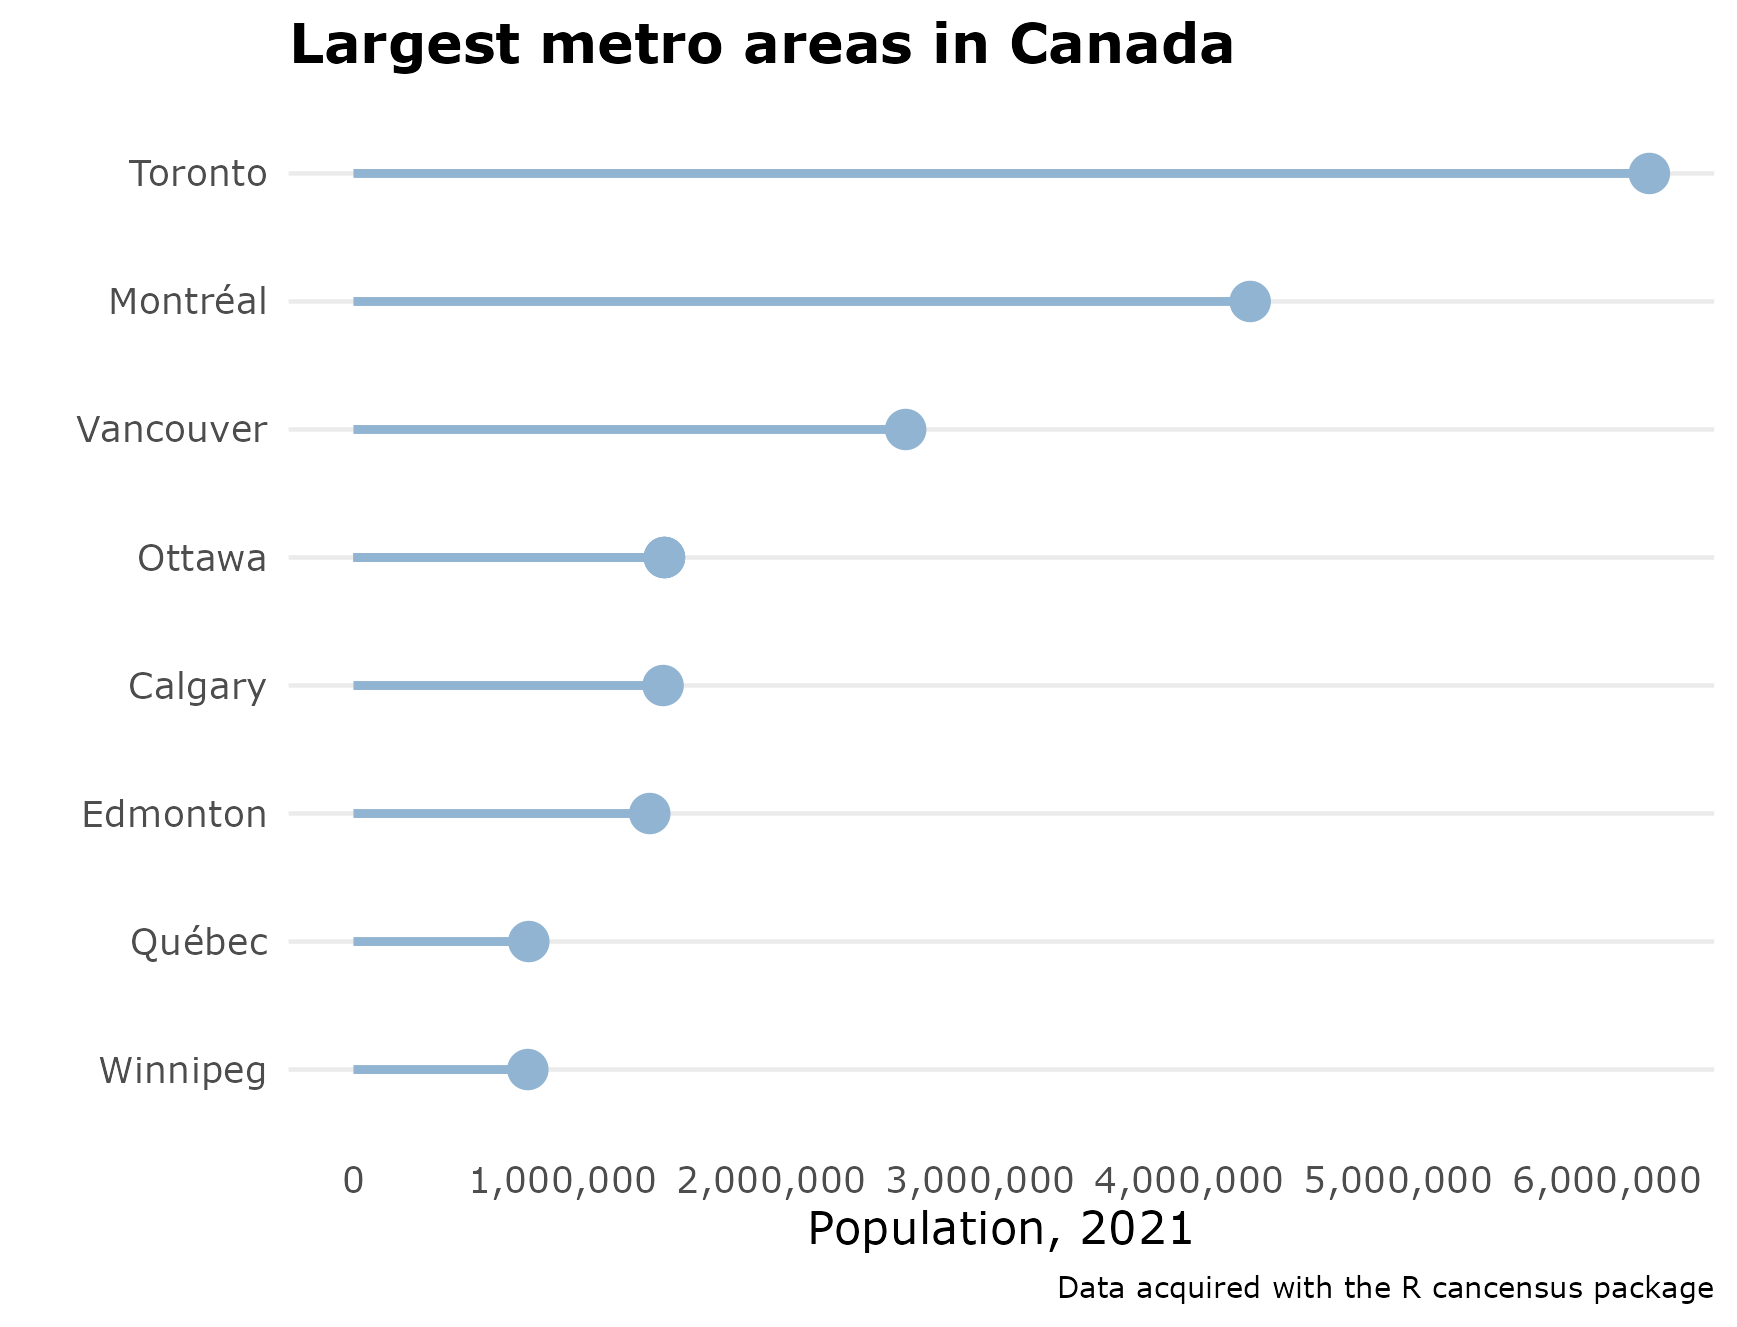 Largest metro areas in Canada
Toronto
Montréal
Vancouver
Ottawa
Calgary
Edmonton
Québec
Winnipeg
0 1,000,000 2,000,000 3,000,000 4,000,000 5,000,000 6,000,000
Population, 2021
Data acquired with the R cancensus package